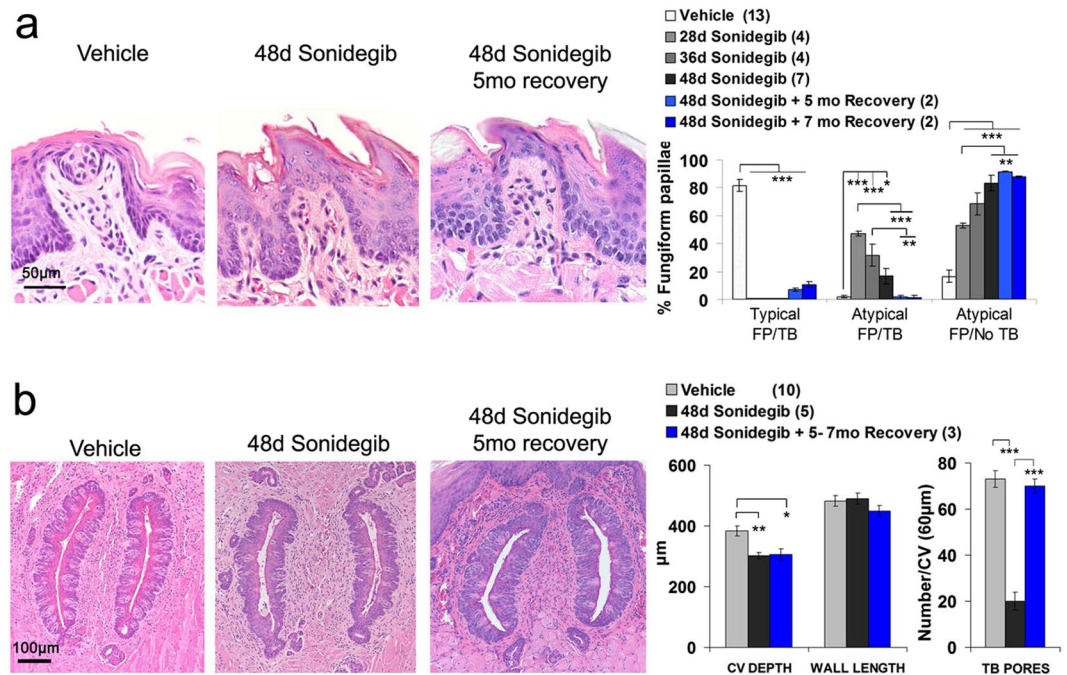 a
Vehicle
48d Sonidegib
48d Sonidegib
5mo recovery
50µm
Vehicle (13)
28d Sonidegib (4)
36d Sonidegib (4)
48d Sonidegib (7)
48d Sonidegib + 5 mo Recovery (2)
48d Sonidegib + 7 mo Recovery (2)
% Fungiform papillae
100
80
60
40
20
0
***
***
***
*
***
**
***
**
Typical
FP/TB
Atypical
FP/TB
Atypical
FP/No TB
b
Vehicle
48d Sonidegib
48d Sonidegib
5mo recovery
100µm
Vehicle (10)
48d Sonidegib (5)
48d Sonidegib + 5- 7mo Recovery (3)
µm
600
400
200
0
**
*
CV DEPTH
WALL LENGTH
Number/CV (60µm)
80
60
40
20
0
***
***
TB PORES